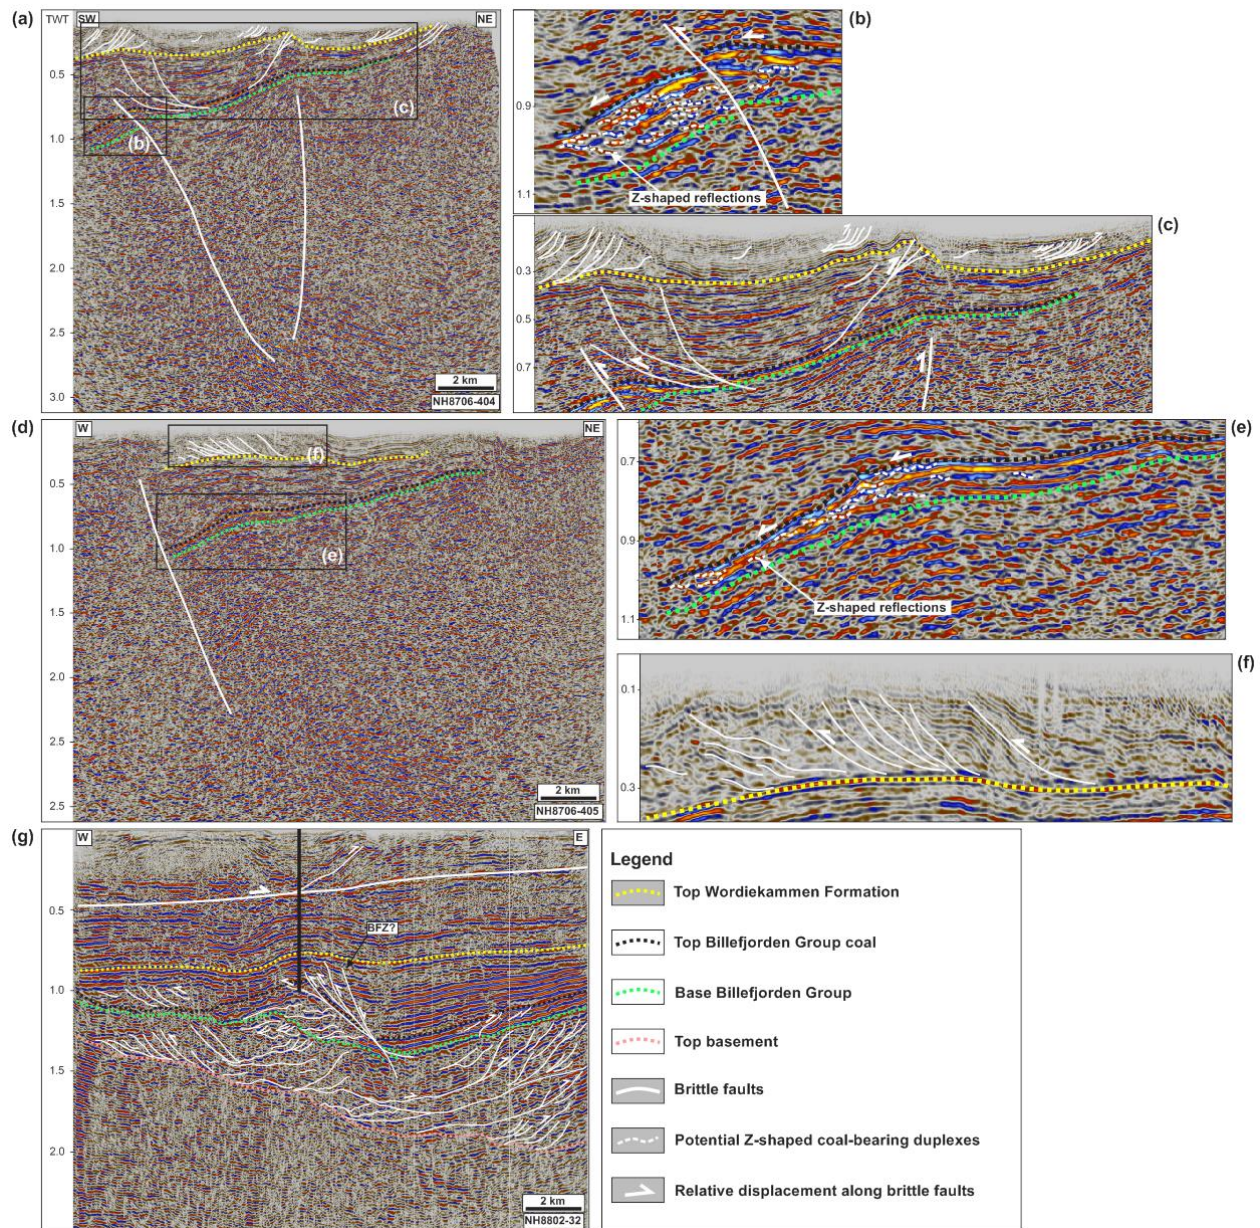 (a)
TWT
SW
NE
0.5
1.0
1.5
2.0
2.5
3.0
(b)
(c)
2 km
NH8706-404
(b)
0.9
1.1
Z-shaped reflections
(c)
0.3
0.5
0.7
(d)
W
NE
0.5
1.0
1.5
2.0
2.5
(f)
(e)
2 km
NH8706-405
(e)
0.7
0.9
1.1
Z-shaped reflections
(f)
0.1
0.3
(g)
W
E
0.5
1.0
1.5
2.0
BFZ?
2 km
NH8802-32
Legend
Top Wordiekammen Formation
Top Billefjorden Group coal
Base Billefjorden Group
Top basement
Brittle faults
Potential Z-shaped coal-bearing duplexes
Relative displacement along brittle faults